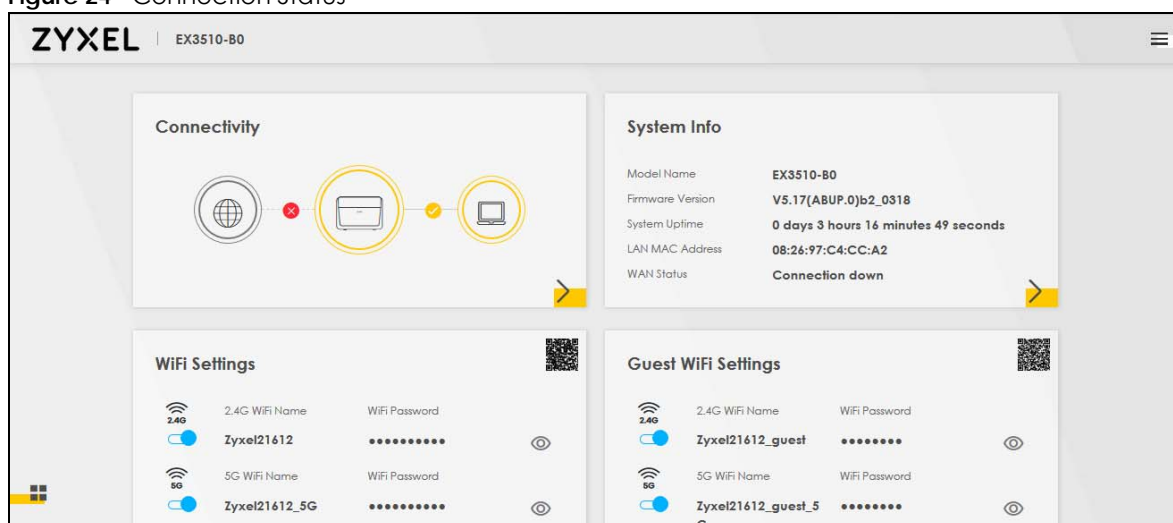 Figure 24 Connection Status
ZYXEL EX3510-B0
Connectivity
System Info
Model Name EX3510-B0
Firmware Version V5.17(ABUP.0)b2_0318
System Uptime 0 days 3 hours 16 minutes 49 seconds
LAN MAC Address 08:26:97:C4:CC:A2
WAN Status Connection down
WiFi Settings
2.4G
2.4G WiFi Name WiFi Password
Zyxel21612 ••••••••••
5G
5G WiFi Name WiFi Password
Zyxel21612_5G ••••••••••
Guest WiFi Settings
2.4G
2.4G WiFi Name WiFi Password
Zyxel21612_guest ••••••••
5G
5G WiFi Name WiFi Password
Zyxel21612_guest_5 ••••••••